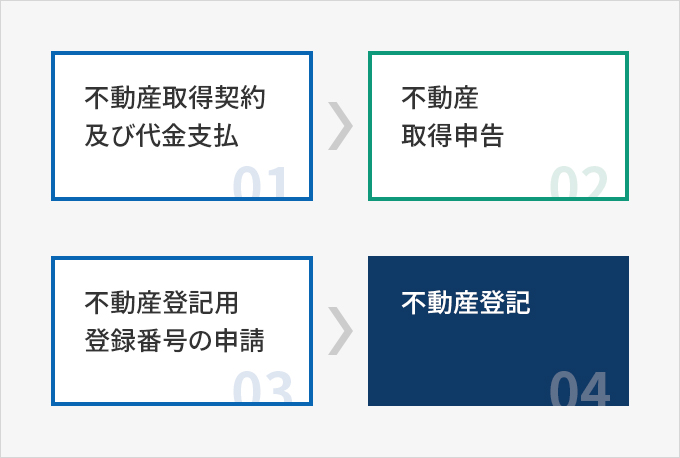 不動産取得契約
及び代金支払
01
不動産
取得申告
02
不動産登記用
登録番号の申請
03
不動産登記
04